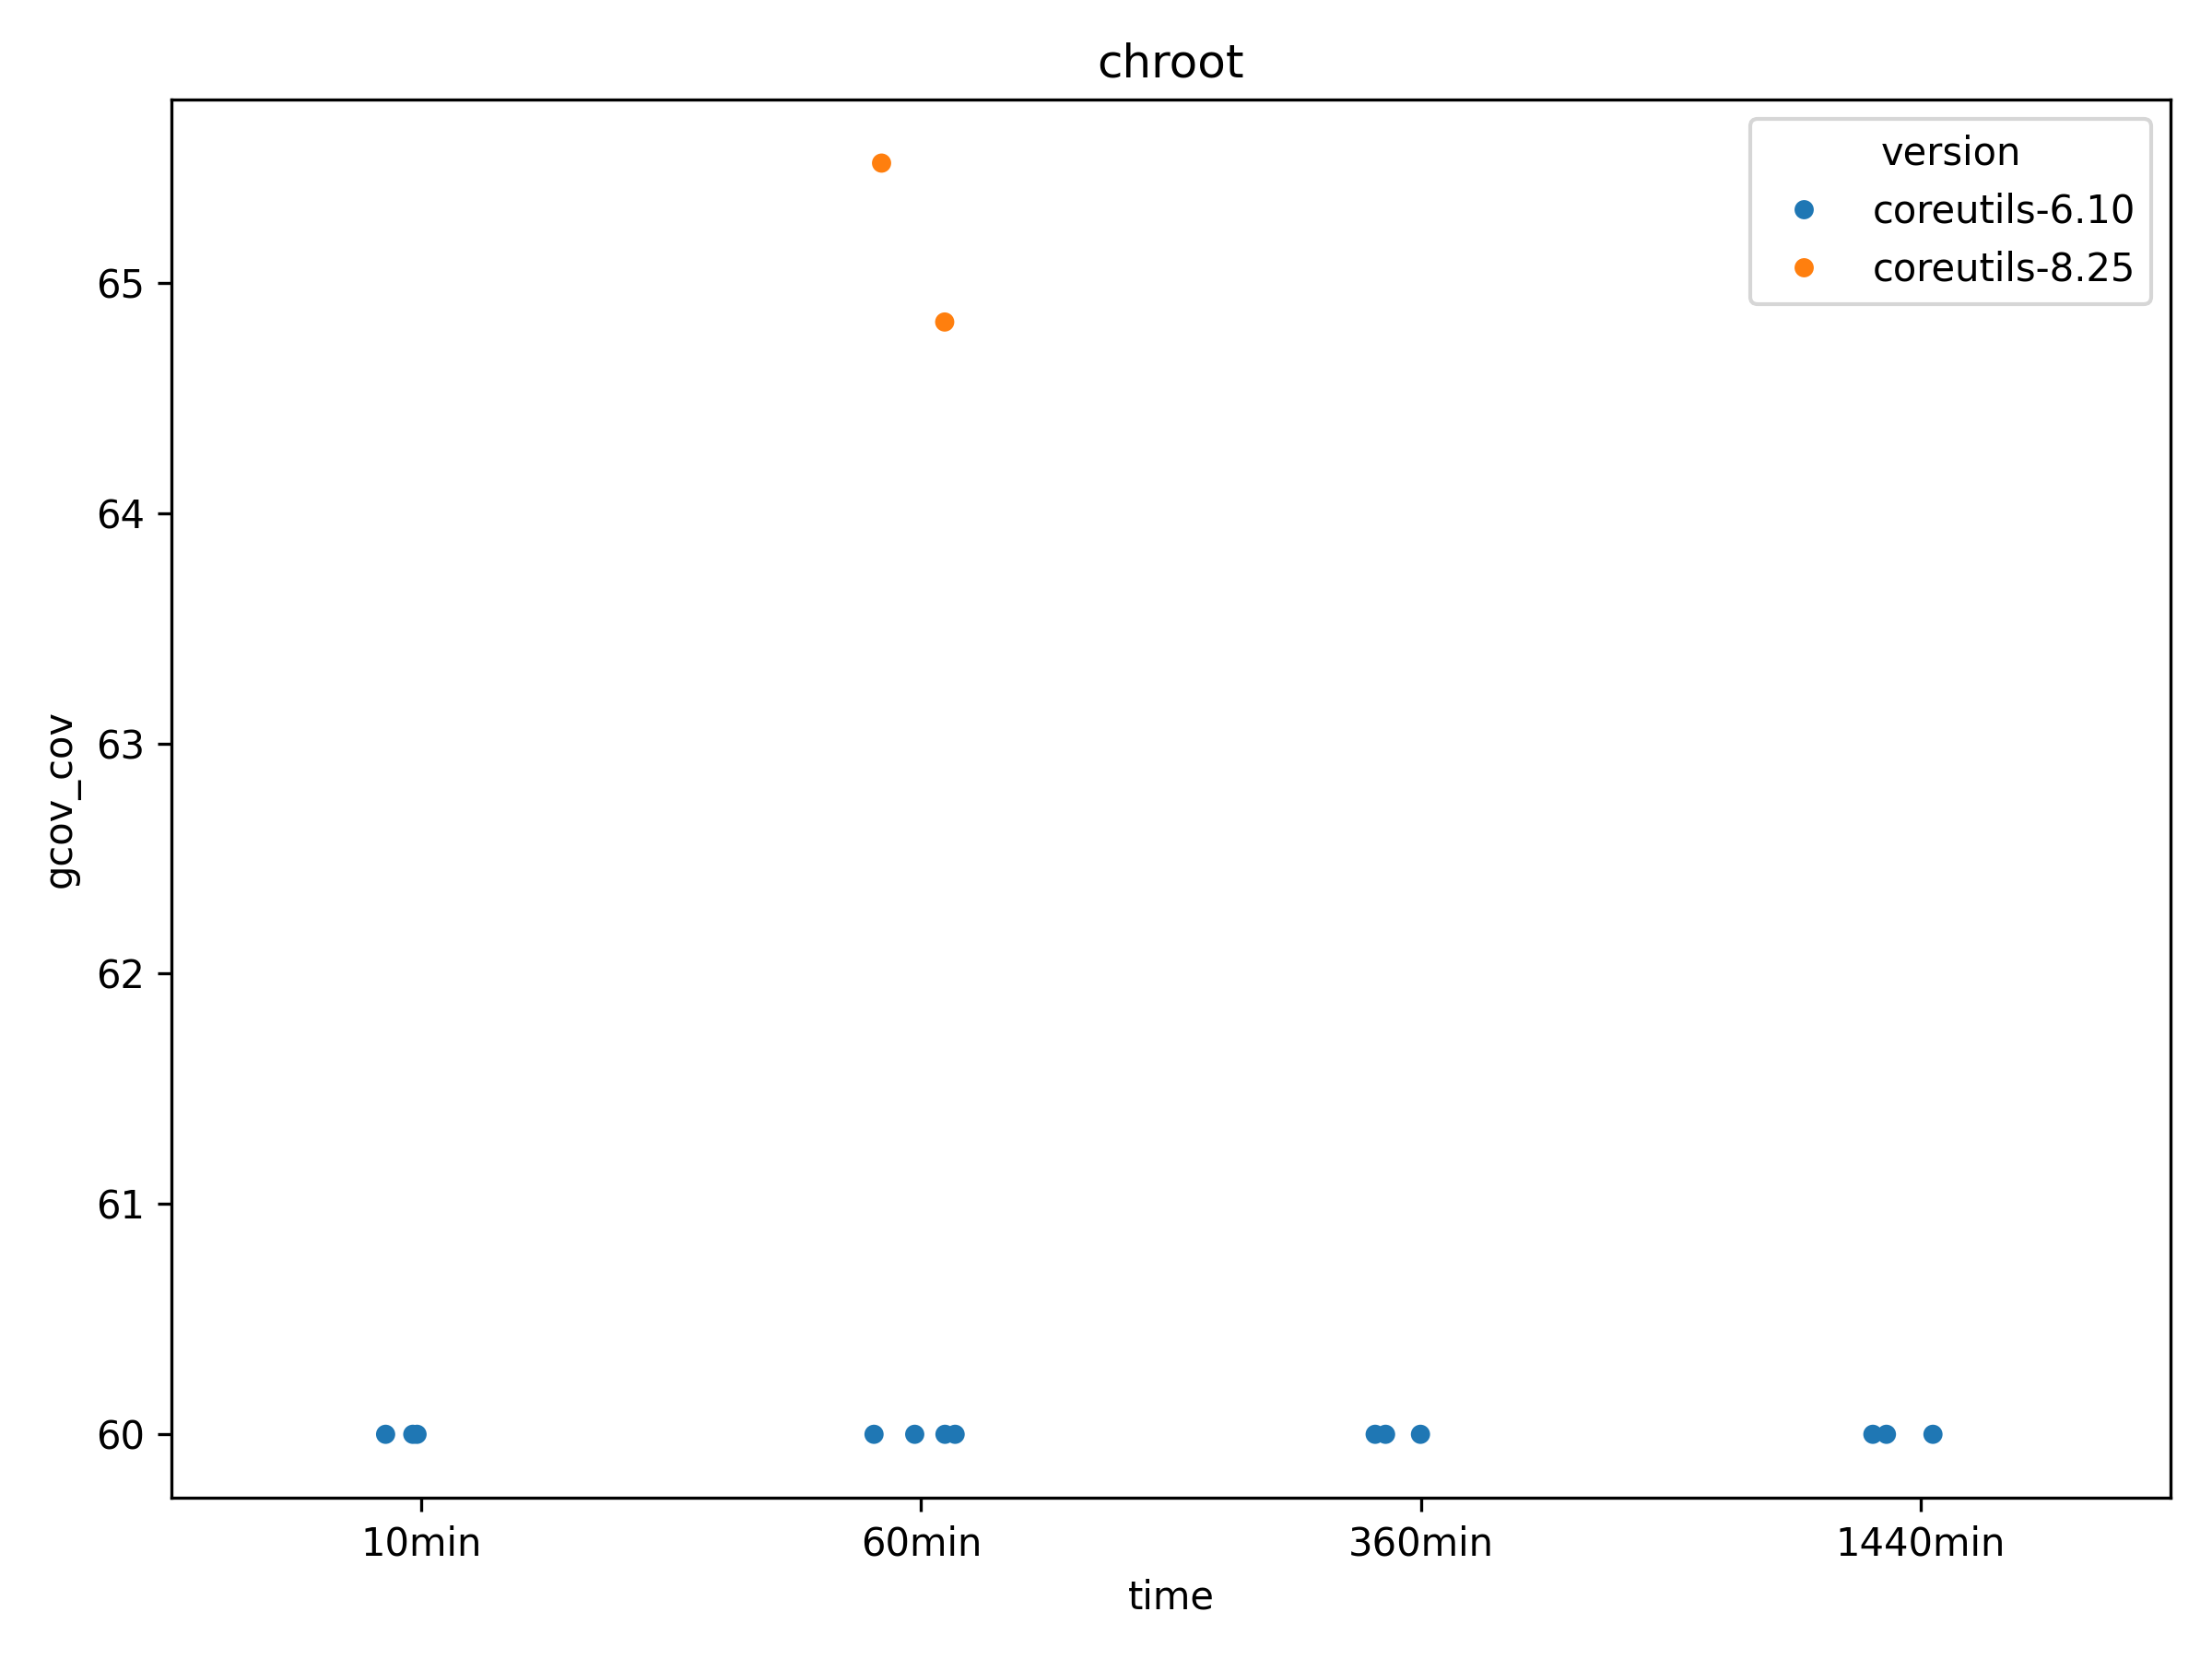 chroot
version
coreutils-6.10
coreutils-8.25
gcov_cov
65
64
63
62
61
60
10min 60min 360min 1440min
time